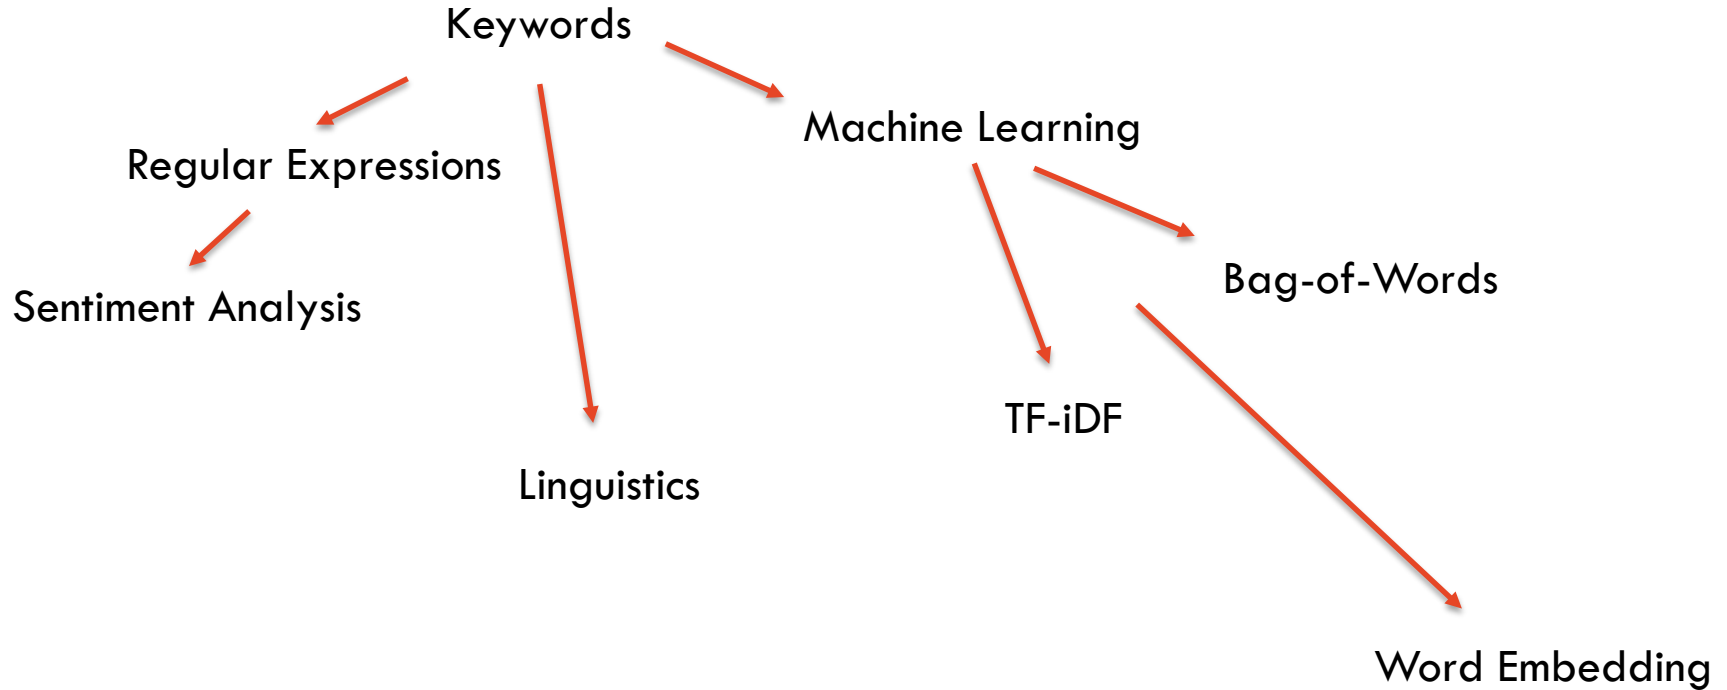 Keywords
Machine Learning
Regular Expressions
Bag-of-Words
Sentiment Analysis
TF-iDF
Linguistics
Word Embedding